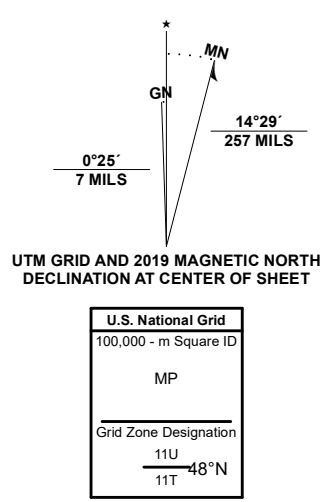 ★
MN
GN
14°29´
257 MILS
0°25´
7 MILS
UTM GRID AND 2019 MAGNETIC NORTH
DECLINATION AT CENTER OF SHEET
U.S. National Grid
100,000 - m Square ID
MP
Grid Zone Designation
11U
48°N
11T